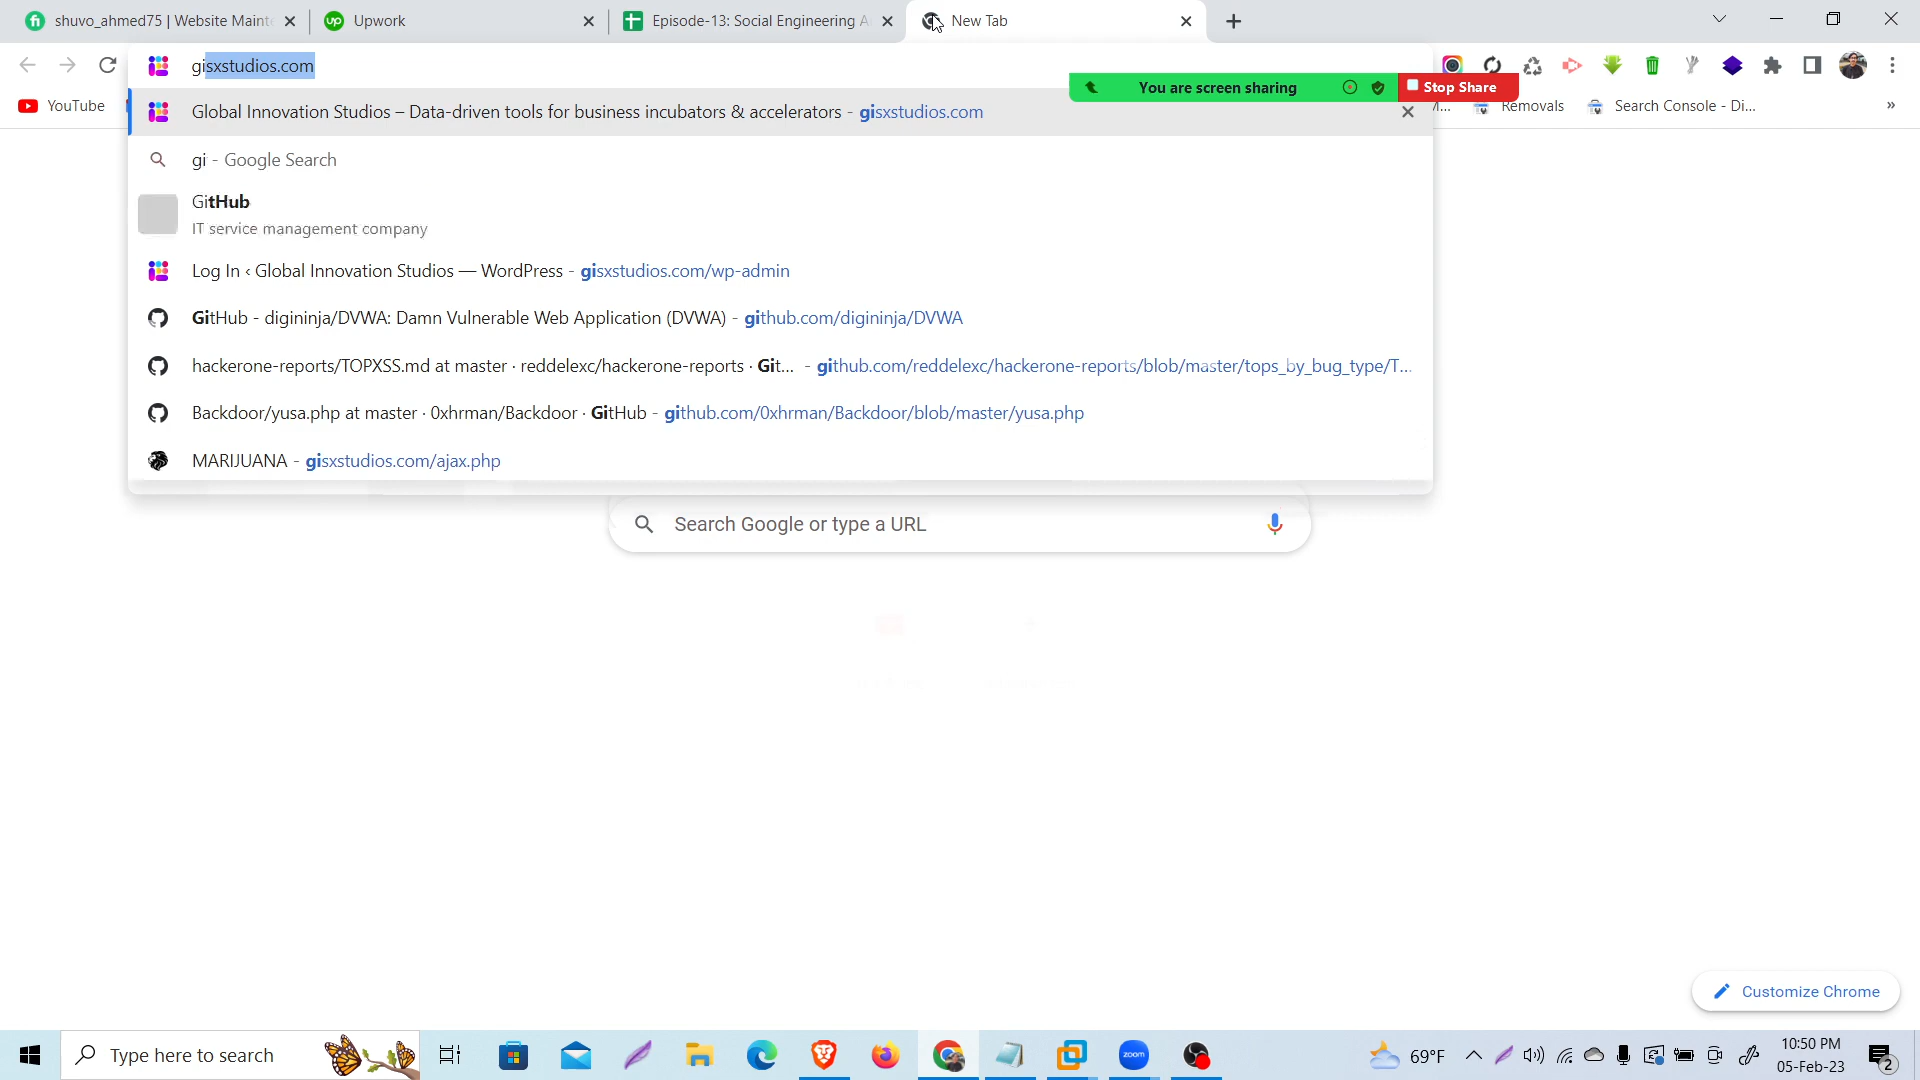 shuvo_ahmed75 | Website Mainte
Upwork
Episode-13: Social Engineering A
New Tab
gisxstudios.com
You are screen sharing
Stop Share
YouTube
Removals
Search Console - Di...
»
Global Innovation Studios – Data-driven tools for business incubators & accelerators - gisxstudios.com
gi - Google Search
GitHub
IT service management company
Log In ‹ Global Innovation Studios — WordPress - gisxstudios.com/wp-admin
GitHub - digininja/DVWA: Damn Vulnerable Web Application (DVWA) - github.com/digininja/DVWA
hackerone-reports/TOPXSS.md at master · reddelexc/hackerone-reports · Git... - github.com/reddelexc/hackerone-reports/blob/master/tops_by_bug_type/T...
Backdoor/yusa.php at master · 0xhrman/Backdoor · GitHub - github.com/0xhrman/Backdoor/blob/master/yusa.php
MARIJUANA - gisxstudios.com/ajax.php
Search Google or type a URL
Customize Chrome
Type here to search
zoom
69°F
10:50 PM
05-Feb-23
2